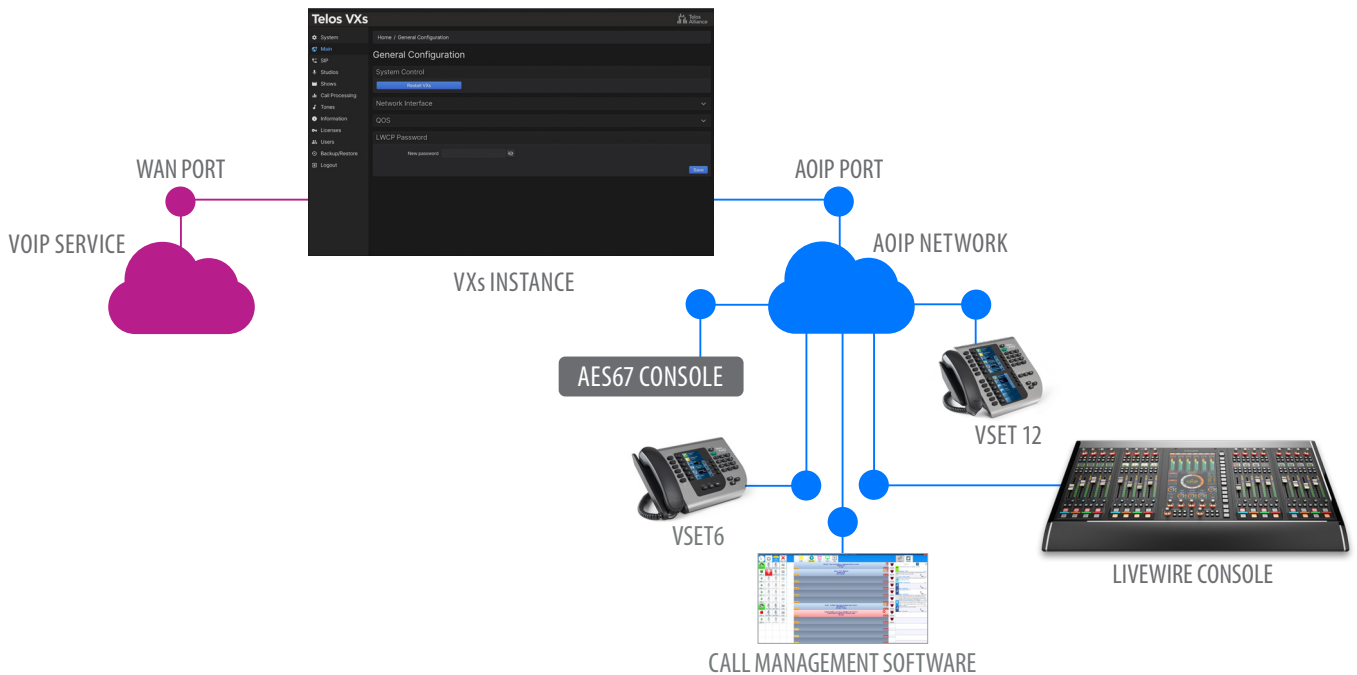 Telos VXs
Telos
Alliance
System
Main
SIP
Studios
Shows
Call Processing
Tones
Information
Licenses
Users
Backup/Restore
Logout
Home / General Configuration
General Configuration
System Control
Restart VXs
Network Interface
QOS
LWCP Password
New password
Save
WAN PORT
AOIP PORT
VOIP SERVICE
AOIP NETWORK
VXs INSTANCE
AES67 CONSOLE
VSET 12
VSET6
LIVEWIRE CONSOLE
CALL MANAGEMENT SOFTWARE